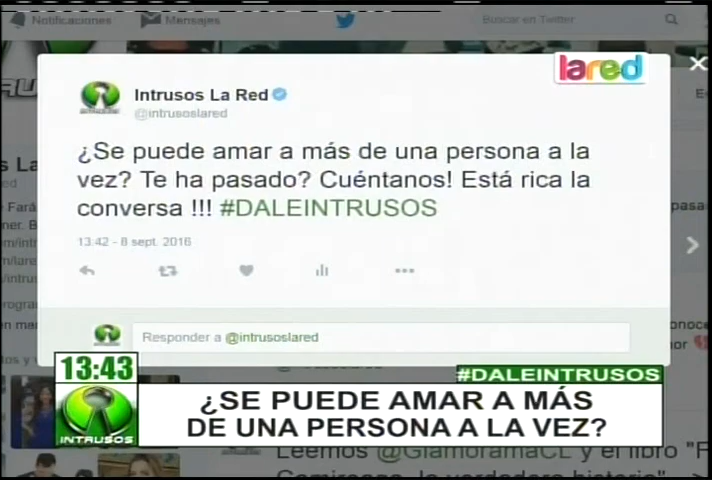 Notificaciones
Mensajes
Buscar en Twitter
lared
Intrusos La Red
@intrusoslared
¿Se puede amar a más de una persona a la
vez? Te ha pasado? Cuéntanos! Está rica la
conversa !!! #DALEINTRUSOS
13:42 - 8 sept. 2016
Responder a @intrusoslared
13:43
#DALEINTRUSOS
INTRUSOS
¿SE PUEDE AMAR A MÁS
DE UNA PERSONA A LA VEZ?
Leemos @GlamoramaCL y el libro "F